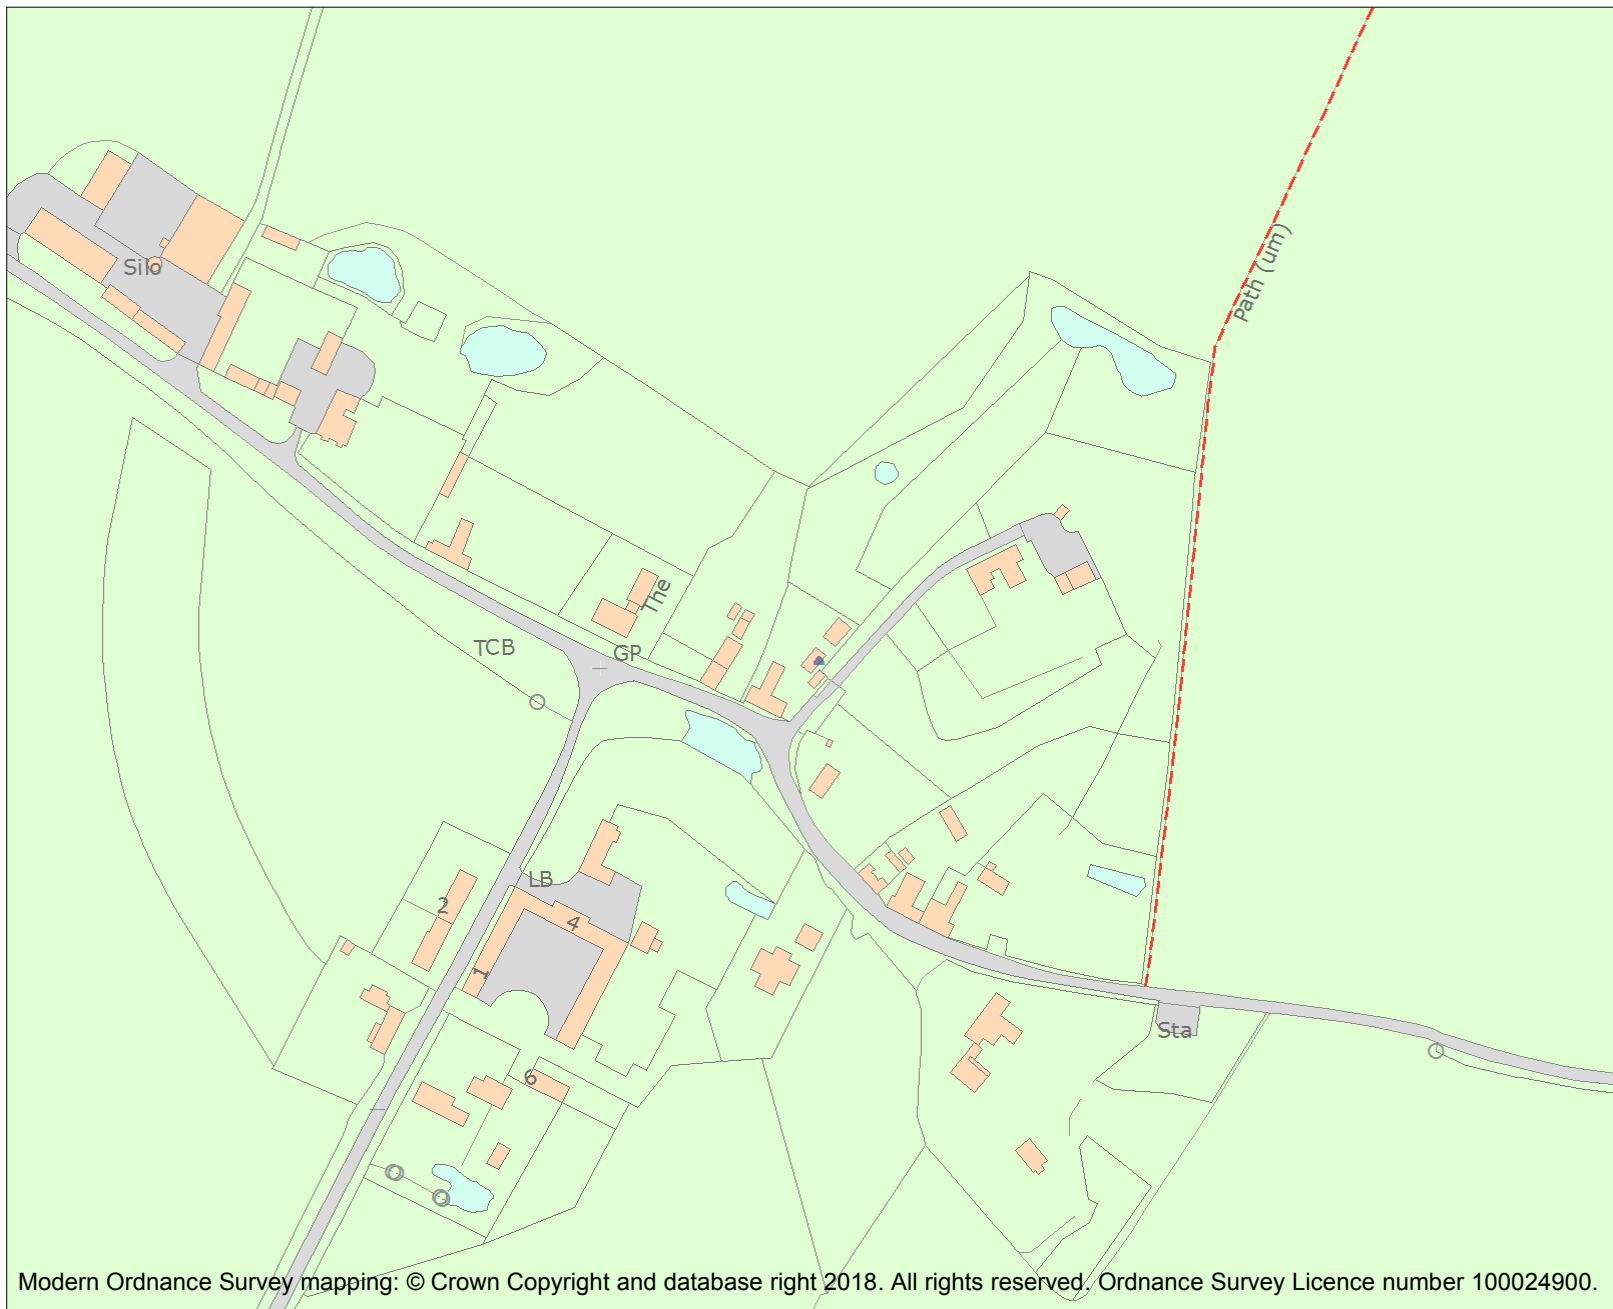 Path (um)
Silo
The
TCB
GP
LB
2
4
1
Sta
6
Modern Ordnance Survey mapping: © Crown Copyright and database right 2018. All rights reserved. Ordnance Survey Licence number 100024900.